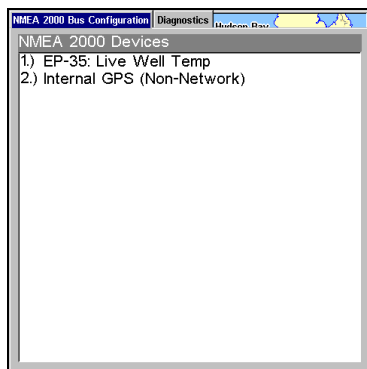 NMEA 2000 Bus Configuration Diagnostics Hudson Bay
NMEA 2000 Devices
1.) EP-35: Live Well Temp
2.) Internal GPS (Non-Network)